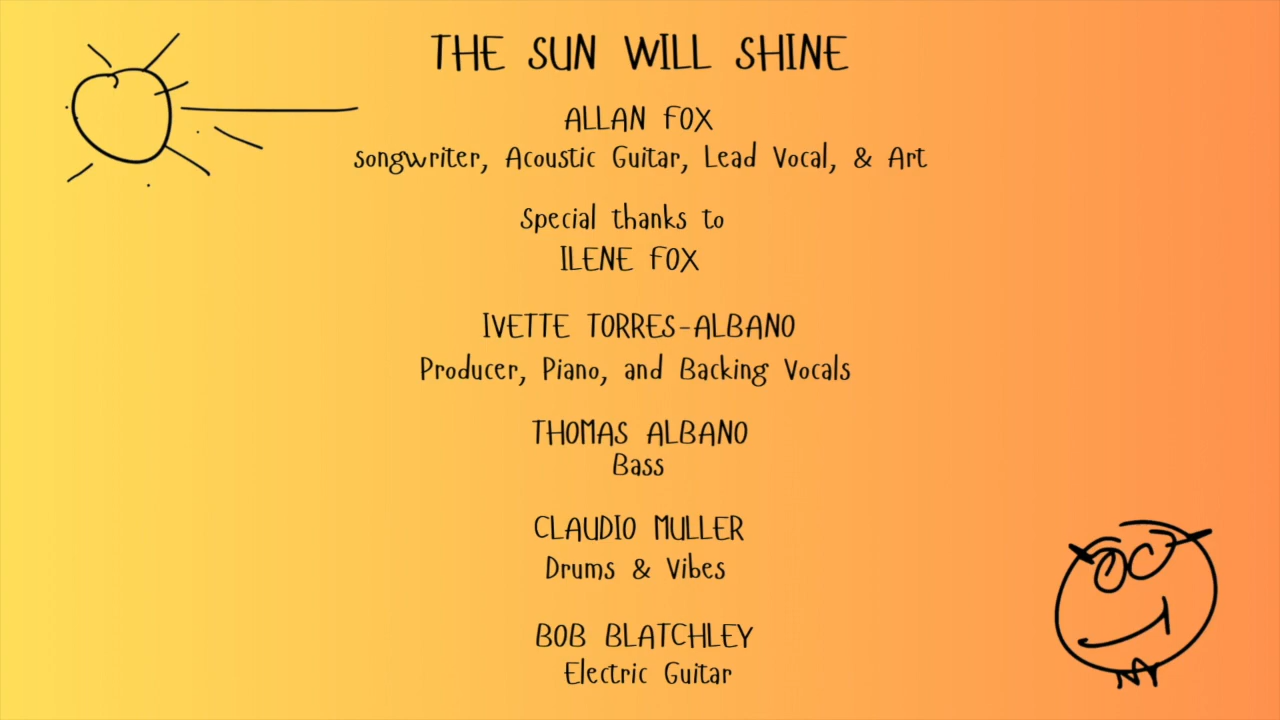 THE SUN WILL SHINE
ALLAN FOX
songwriter, Acoustic Guitar, Lead Vocal, & Art
Special thanks to
ILENE FOX
IVETTE TORRES-ALBANO
Producer, Piano, and Backing Vocals
THOMAS ALBANO
Bass
CLAUDIO MULLER
Drums & Vibes
BOB BLATCHLEY
Electric Guitar